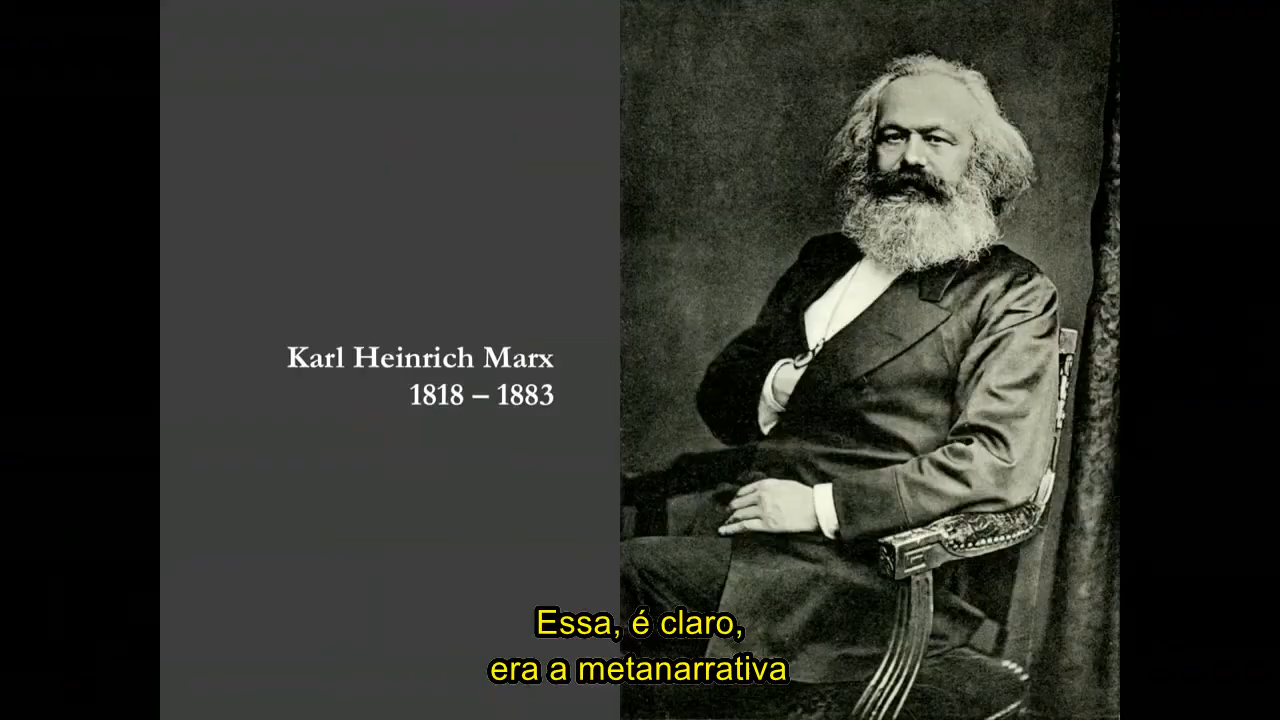 Karl Heinrich Marx
1818 – 1883
Essa, é claro,
era a metanarrativa